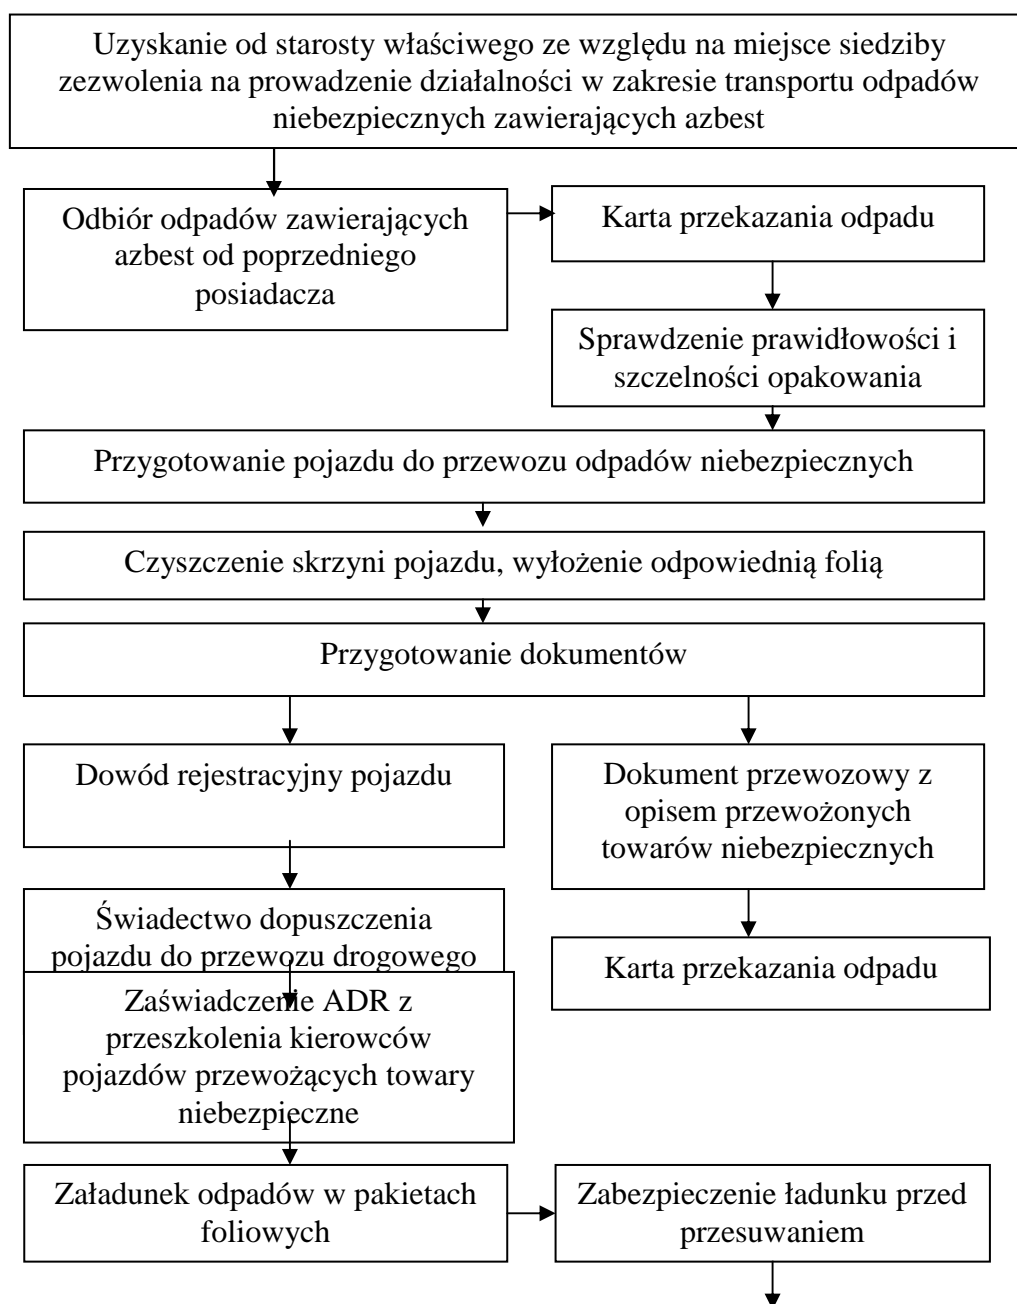 Uzyskanie od starosty właściwego ze względu na miejsce siedziby
zezwolenia na prowadzenie działalności w zakresie transportu odpadów
niebezpiecznych zawierających azbest
Odbiór odpadów zawierających
azbest od poprzedniego
posiadacza
Karta przekazania odpadu
Sprawdzenie prawidłowości i
szczelności opakowania
Przygotowanie pojazdu do przewozu odpadów niebezpiecznych
Czyszczenie skrzyni pojazdu, wyłożenie odpowiednią folią
Przygotowanie dokumentów
Dowód rejestracyjny pojazdu
Dokument przewozowy z
opisem przewożonych
towarów niebezpiecznych
Świadectwo dopuszczenia
pojazdu do przewozu drogowego
Karta przekazania odpadu
Zaświadczenie ADR z
przeszkolenia kierowców
pojazdów przewożących towary
niebezpieczne
Załadunek odpadów w pakietach
foliowych
Zabezpieczenie ładunku przed
przesuwaniem